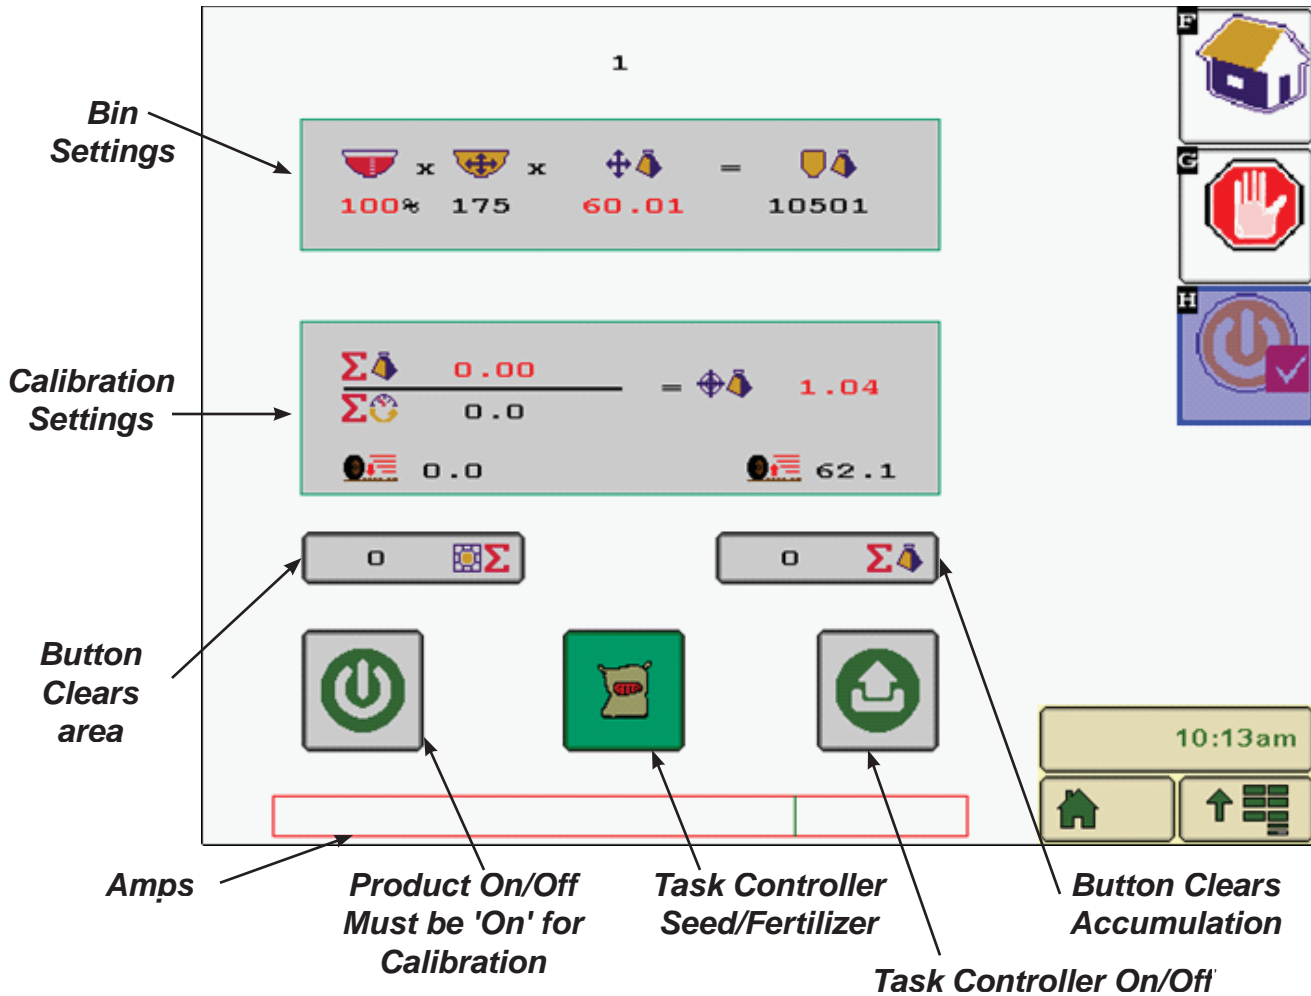 F
1
Bin
Settings
G
x x =
100% 175 60.01 10501
H
Calibration
Settings
Σ 0.00
= 1.04
Σ 0.0
0.0 62.1
0 Σ 0 Σ
Button
Clears
area
10:13am
Amps
Product On/Off
Must be 'On' for
Calibration
Task Controller
Seed/Fertilizer
Button Clears
Accumulation
Task Controller On/Off